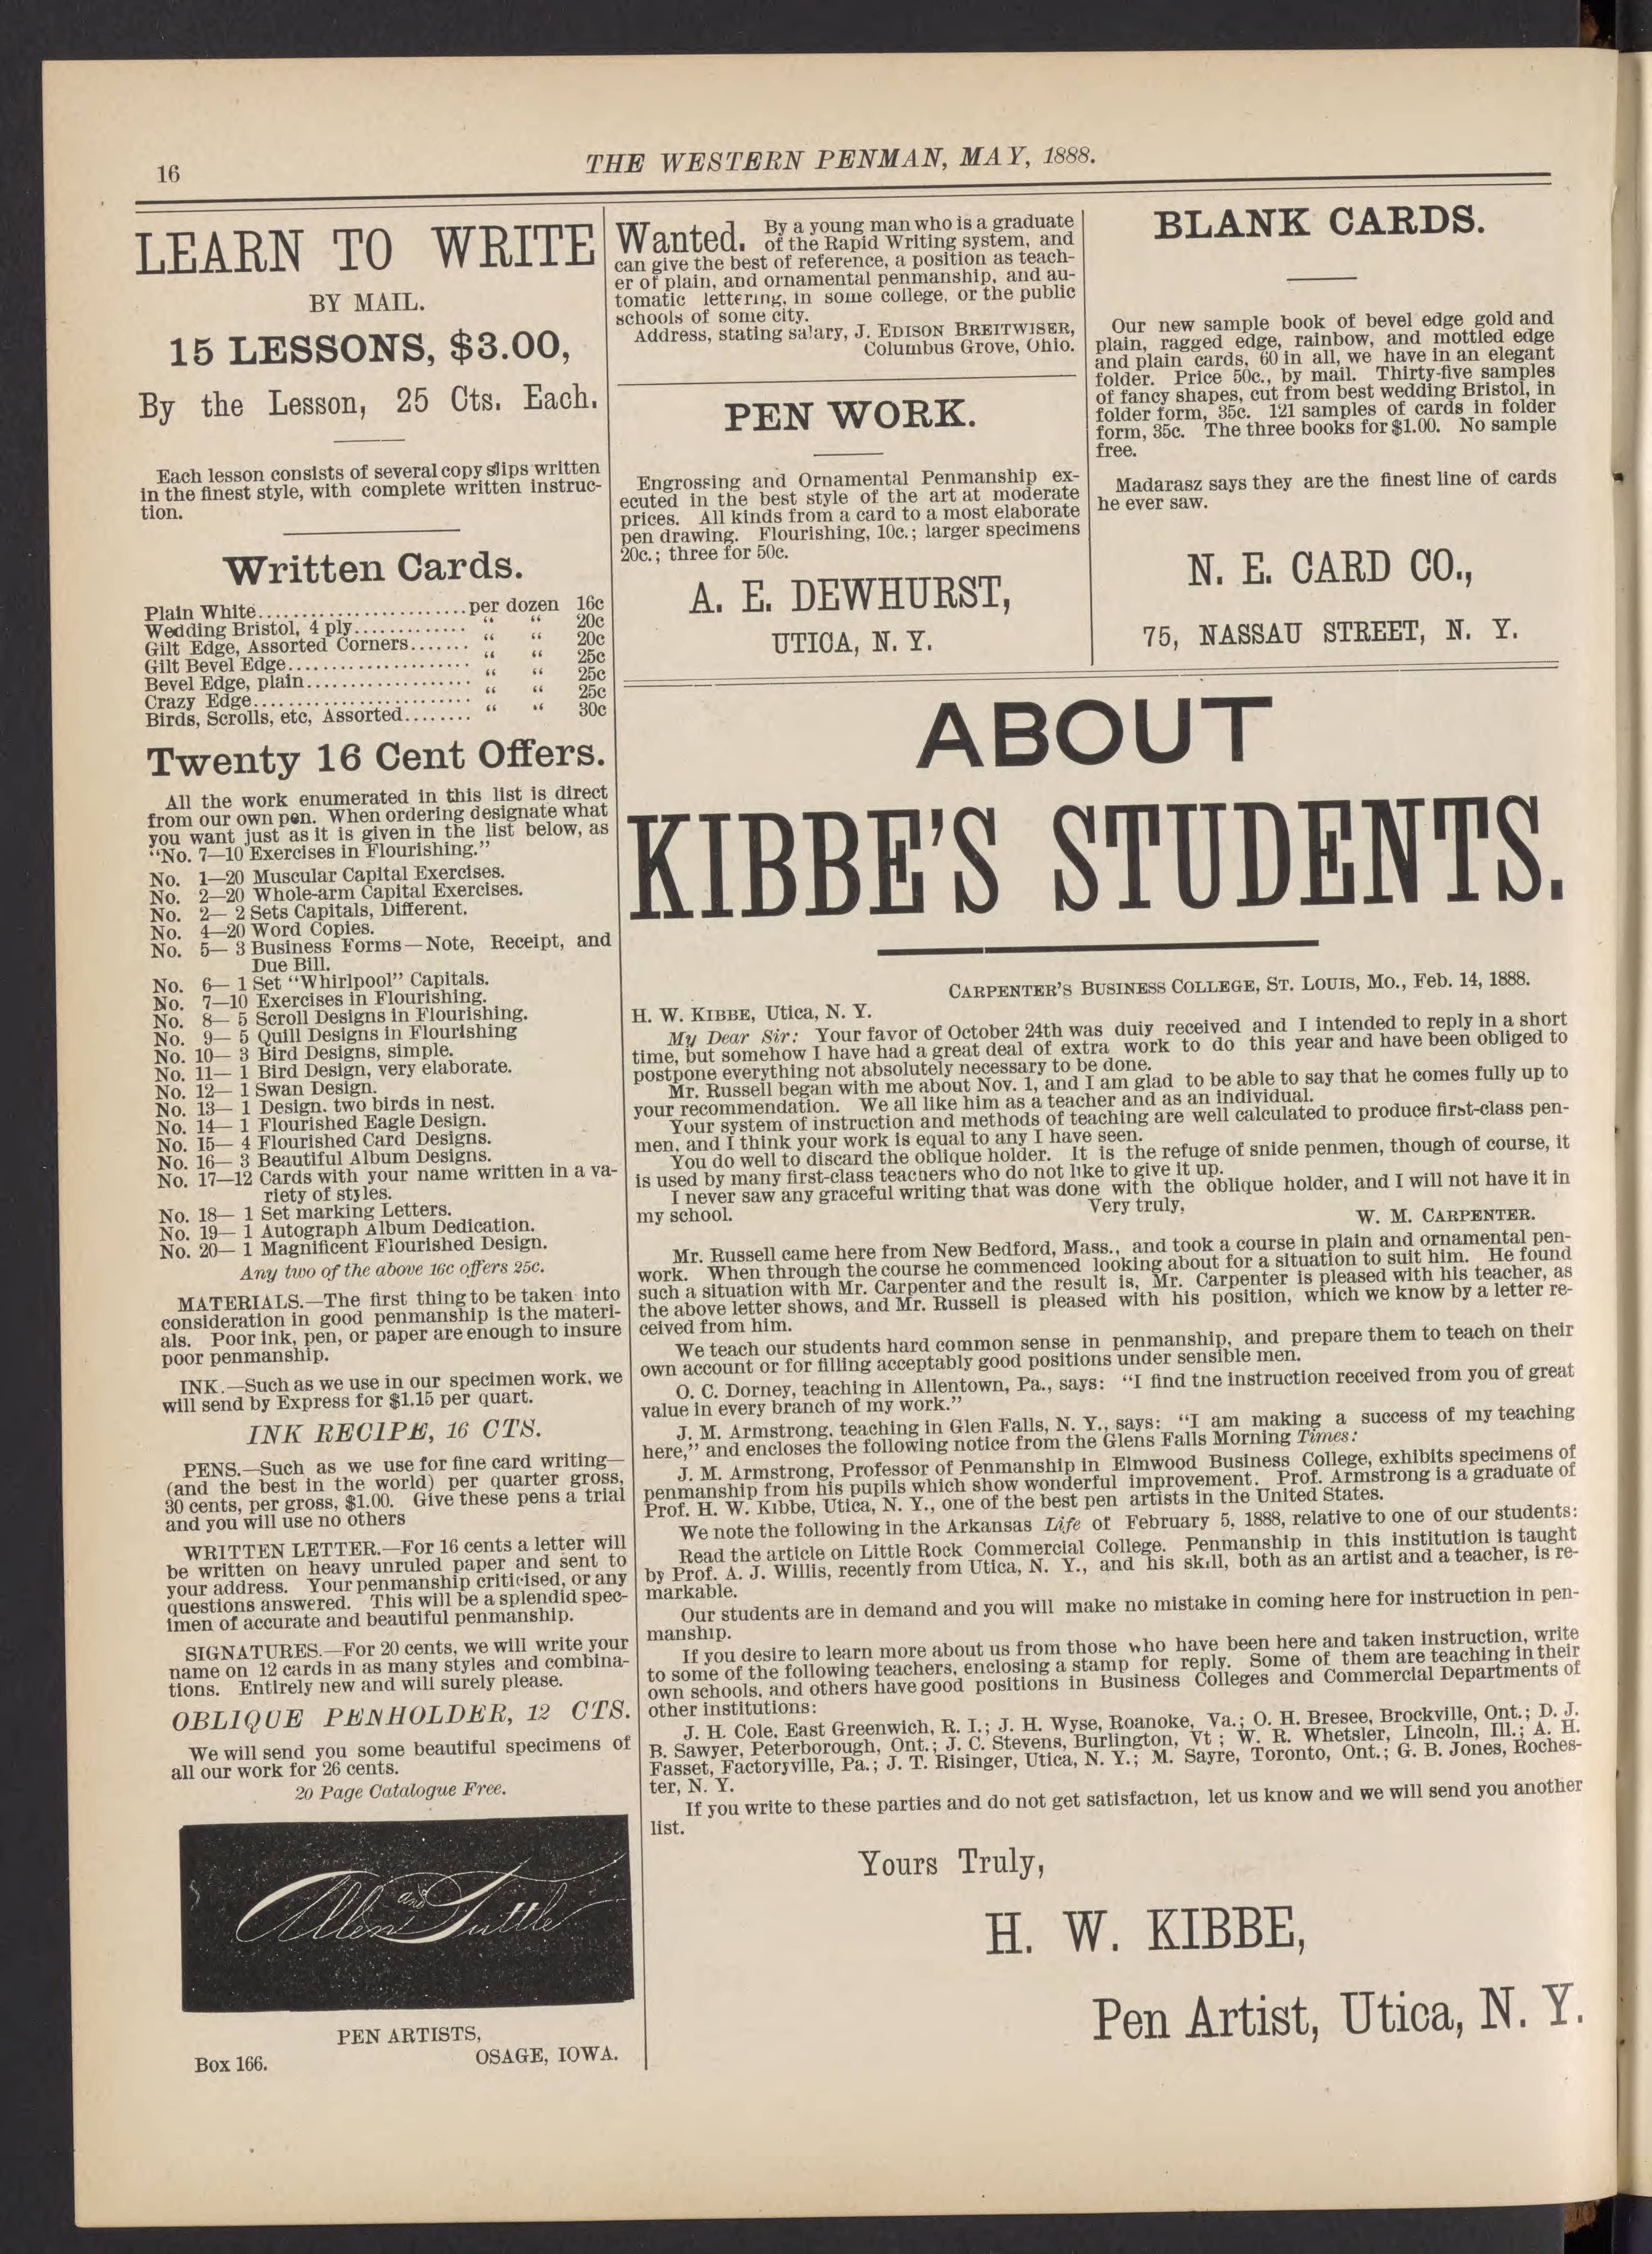 16
THE WESTERN PENMAN, MAY, 1888.
LEARN TO WRITE
BY MAIL.
15 LESSONS, $3.00,
By the Lesson, 25 Cts. Each.
Each lesson consists of several copy slips written
in the finest style, with complete written instruc-
tion.
Written Cards.
Plain White........................per dozen 16c
Wedding Bristol, 4 ply............. “ “ 20c
Gilt Edge, Assorted Corners....... “ “ 20c
Gilt Bevel Edge.................... “ “ 25c
Bevel Edge, plain................... “ “ 25c
Crazy Edge.......................... “ “ 25c
Birds, Scrolls, etc, Assorted........ “ “ 30c
Twenty 16 Cent Offers.
All the work enumerated in this list is direct
from our own pen. When ordering designate what
you want just as it is given in the list below, as
“No. 7—10 Exercises in Flourishing.”
No. 1—20 Muscular Capital Exercises.
No. 2—20 Whole-arm Capital Exercises.
No. 2— 2 Sets Capitals, Different.
No. 4—20 Word Copies.
No. 5— 3 Business Forms—Note, Receipt, and
Due Bill.
No. 6— 1 Set “Whirlpool” Capitals.
No. 7—10 Exercises in Flourishing.
No. 8— 5 Scroll Designs in Flourishing.
No. 9— 5 Quill Designs in Flourishing
No. 10— 3 Bird Designs, simple.
No. 11— 1 Bird Design, very elaborate.
No. 12— 1 Swan Design.
No. 13— 1 Design. two birds in nest.
No. 14— 1 Flourished Eagle Design.
No. 15— 4 Flourished Card Designs.
No. 16— 3 Beautiful Album Designs.
No. 17—12 Cards with your name written in a va-
riety of styles.
No. 18— 1 Set marking Letters.
No. 19— 1 Autograph Album Dedication.
No. 20— 1 Magnificent Flourished Design.
Any two of the above 16c offers 25c.
MATERIALS.—The first thing to be taken into
consideration in good penmanship is the materi-
als. Poor ink, pen, or paper are enough to insure
poor penmanship.
INK.—Such as we use in our specimen work, we
will send by Express for $1.15 per quart.
INK RECIPE, 16 CTS.
PENS.—Such as we use for fine card writing—
(and the best in the world) per quarter gross,
30 cents, per gross, $1.00. Give these pens a trial
and you will use no others
WRITTEN LETTER.—For 16 cents a letter will
be written on heavy unruled paper and sent to
your address. Your penmanship criticised, or any
questions answered. This will be a splendid spec-
imen of accurate and beautiful penmanship.
SIGNATURES.—For 20 cents, we will write your
name on 12 cards in as many styles and combina-
tions. Entirely new and will surely please.
OBLIQUE PENHOLDER, 12 CTS.
We will send you some beautiful specimens of
all our work for 26 cents.
20 Page Catalogue Free.
Allen and Tuttle
PEN ARTISTS,
Box 166. OSAGE, IOWA.
Wanted. By a young man who is a graduate
of the Rapid Writing system, and
can give the best of reference, a position as teach-
er of plain, and ornamental penmanship, and au-
tomatic lettering, in some college, or the public
schools of some city.
Address, stating salary, J. EDISON BREITWISER,
Columbus Grove, Ohio.
PEN WORK.
Engrossing and Ornamental Penmanship ex-
ecuted in the best style of the art at moderate
prices. All kinds from a card to a most elaborate
pen drawing. Flourishing, 10c.; larger specimens
20c.; three for 50c.
A. E. DEWHURST,
UTICA, N. Y.
BLANK CARDS.
Our new sample book of bevel edge gold and
plain, ragged edge, rainbow, and mottled edge
and plain cards, 60 in all, we have in an elegant
folder. Price 50c., by mail. Thirty-five samples
of fancy shapes, cut from best wedding Bristol, in
folder form, 35c. 121 samples of cards in folder
form, 35c. The three books for $1.00. No sample
free.
Madarasz says they are the finest line of cards
he ever saw.
N. E. CARD CO.,
75, NASSAU STREET, N. Y.
ABOUT
KIBBE'S STUDENTS.
CARPENTER'S BUSINESS COLLEGE, ST. LOUIS, MO., Feb. 14, 1888.
H. W. KIBBE, Utica, N. Y.
My Dear Sir: Your favor of October 24th was duiy received and I intended to reply in a short
time, but somehow I have had a great deal of extra work to do this year and have been obliged to
postpone everything not absolutely necessary to be done.
Mr. Russell began with me about Nov. 1, and I am glad to be able to say that he comes fully up to
your recommendation. We all like him as a teacher and as an individual.
Your system of instruction and methods of teaching are well calculated to produce first-class pen-
men, and I think your work is equal to any I have seen.
You do well to discard the oblique holder. It is the refuge of snide penmen, though of course, it
is used by many first-class teachers who do not like to give it up.
I never saw any graceful writing that was done with the oblique holder, and I will not have it in
my school. Very truly,
W. M. CARPENTER.
Mr. Russell came here from New Bedford, Mass., and took a course in plain and ornamental pen-
work. When through the course he commenced looking about for a situation to suit him. He found
such a situation with Mr. Carpenter and the result is, Mr. Carpenter is pleased with his teacher, as
the above letter shows, and Mr. Russell is pleased with his position, which we know by a letter re-
ceived from him.
We teach our students hard common sense in penmanship, and prepare them to teach on their
own account or for filling acceptably good positions under sensible men.
O. C. Dorney, teaching in Allentown, Pa., says: “I find tne instruction received from you of great
value in every branch of my work.”
J. M. Armstrong, teaching in Glen Falls, N. Y., says: “I am making a success of my teaching
here,” and encloses the following notice from the Glens Falls Morning Times:
J. M. Armstrong, Professor of Penmanship in Elmwood Business College, exhibits specimens of
penmanship from his pupils which show wonderful improvement. Prof. Armstrong is a graduate of
Prof. H. W. Kibbe, Utica, N. Y., one of the best pen artists in the United States.
We note the following in the Arkansas Life of February 5, 1888, relative to one of our students:
Read the article on Little Rock Commercial College. Penmanship in this institution is taught
by Prof. A. J. Willis, recently from Utica, N. Y., and his skill, both as an artist and a teacher, is re-
markable.
Our students are in demand and you will make no mistake in coming here for instruction in pen-
manship.
If you desire to learn more about us from those who have been here and taken instruction, write
to some of the following teachers, enclosing a stamp for reply. Some of them are teaching in their
own schools, and others have good positions in Business Colleges and Commercial Departments of
other institutions:
J. H. Cole, East Greenwich, R. I.; J. H. Wyse, Roanoke, Va.; O. H. Bresee, Brockville, Ont.; D. J.
B. Sawyer, Peterborough, Ont.; J. C. Stevens, Burlington, Vt ; W. R. Whetsler, Lincoln, Ill.; A. H.
Fasset, Factoryville, Pa.; J. T. Risinger, Utica, N. Y.; M. Sayre, Toronto, Ont.; G. B. Jones, Roches-
ter, N. Y.
If you write to these parties and do not get satisfaction, let us know and we will send you another
list.
Yours Truly,
H. W. KIBBE,
Pen Artist, Utica, N. Y.